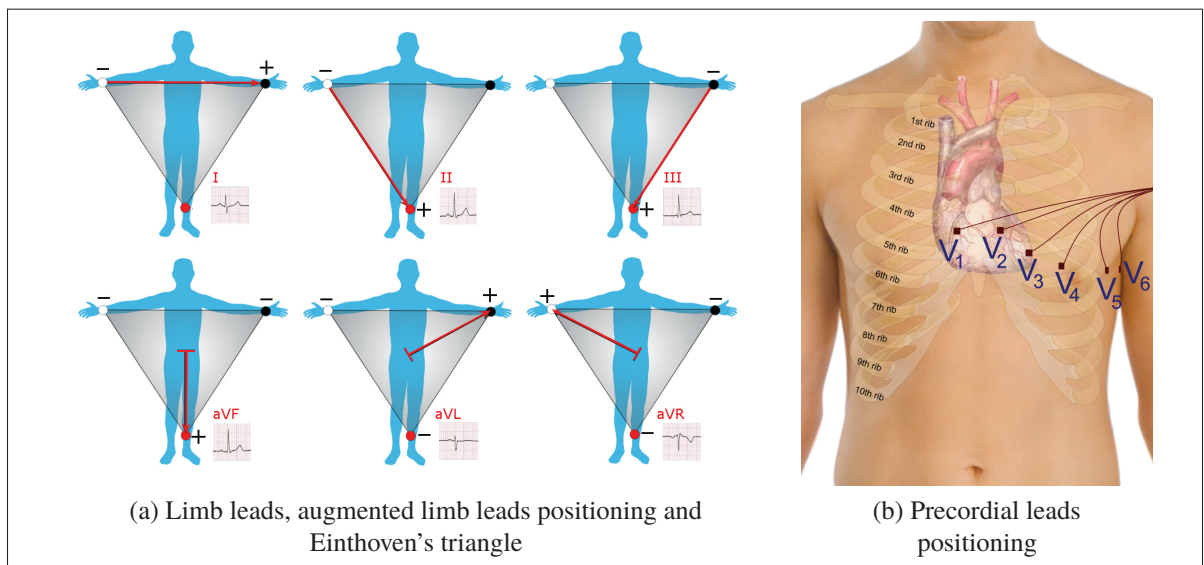 − + − −
I II III
+ +
− − − + + −
aVF aVL aVR
+ − −
(a) Limb leads, augmented limb leads positioning and
Einthoven's triangle
1st rib
2nd rib
3rd rib
4th rib
5th rib
6th rib
7th rib
8th rib
9th rib
10th rib
V1 V2 V3 V4 V5 V6
(b) Precordial leads
positioning